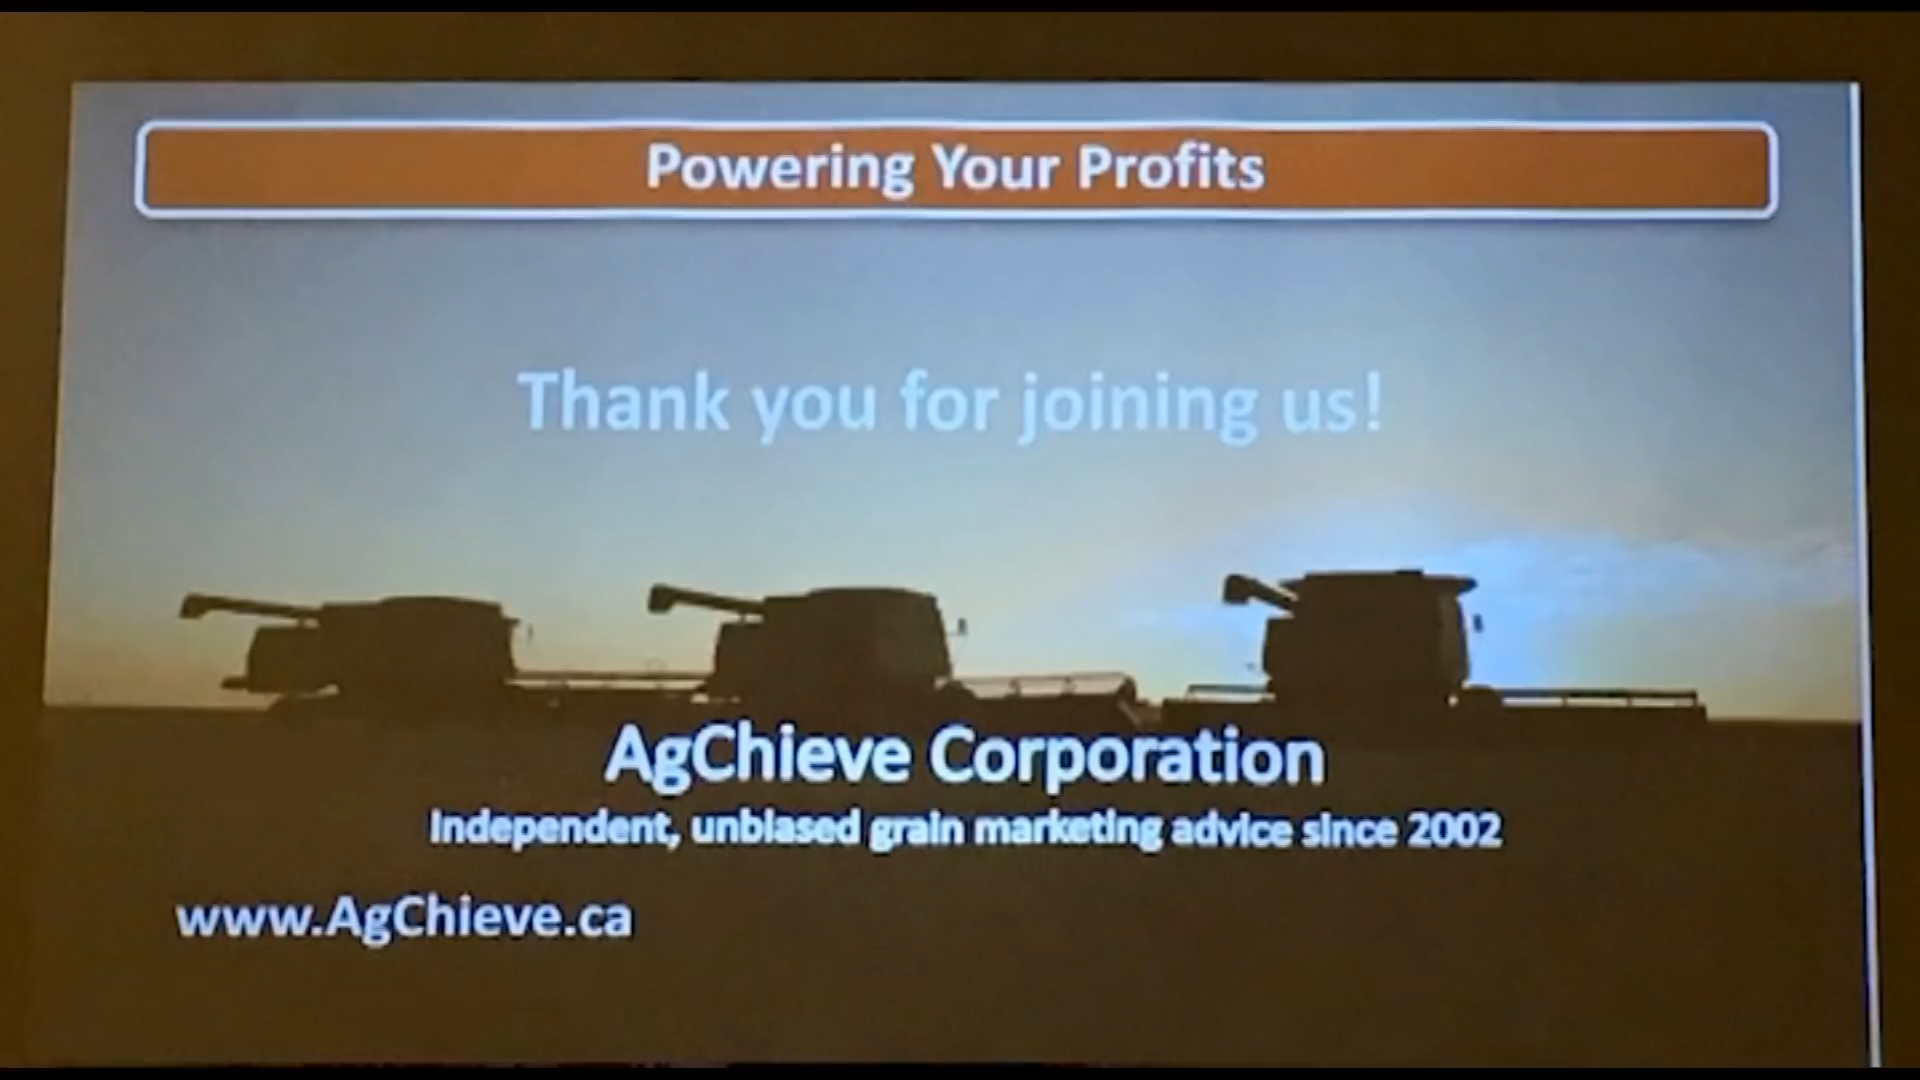 Powering Your Profits
Thank you for joining us!
AgChieve Corporation
Independent, unbiased grain marketing advice since 2002
www.AgChieve.ca